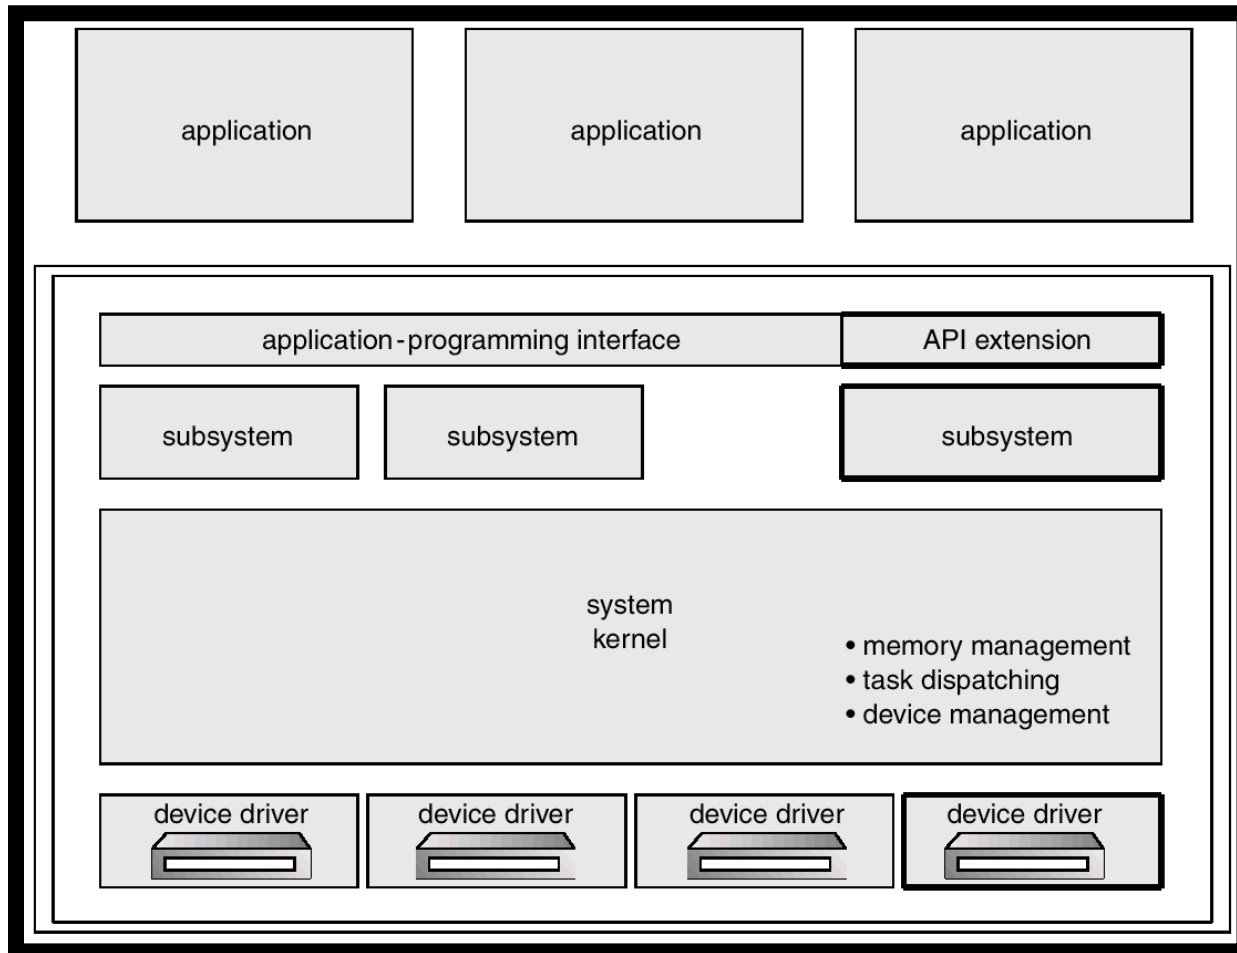 application
application
application
application-programming interface
API extension
subsystem
subsystem
subsystem
system
kernel
• memory management
• task dispatching
• device management
device driver
device driver
device driver
device driver